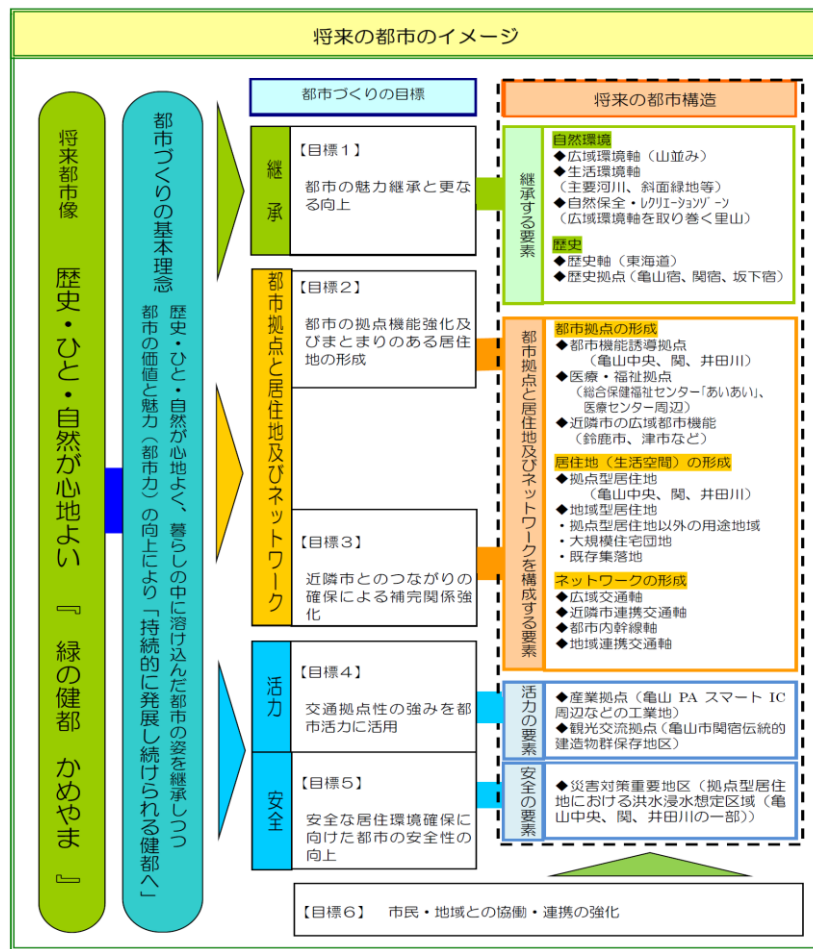 将来の都市のイメージ
将来都市像
歴史・ひと・自然が心地よい 『 緑の健都 かめやま 』
都市づくりの基本理念
歴史・ひと・自然が心地よく、暮らしの中に溶け込んだ都市の姿を継承しつつ
都市の価値と魅力（都市力）の向上により「持続的に発展し続けられる健都へ」
都市づくりの目標
継承
【目標１】
都市の魅力継承と更な
る向上
都市拠点と居住地及びネットワーク
【目標２】
都市の拠点機能強化及
びまとまりのある居住
地の形成
【目標３】
近隣市とのつながりの
確保による補完関係強
化
活力
【目標４】
交通拠点性の強みを都
市活力に活用
安全
【目標５】
安全な居住環境確保に
向けた都市の安全性の
向上
将来の都市構造
継承する要素
自然環境
◆広域環境軸（山並み）
◆生活環境軸
（主要河川、斜面緑地等）
◆自然保全・ﾚｸﾘｴｰｼｮﾝｿﾞｰﾝ
（広域環境軸を取り巻く里山）
歴史
◆歴史軸（東海道）
◆歴史拠点（亀山宿、関宿、坂下宿）
都市拠点と居住地及びネットワークを構成する要素
都市拠点の形成
◆都市機能誘導拠点
（亀山中央、関、井田川）
◆医療・福祉拠点
（総合保健福祉センター「あいあい」、
医療センター周辺）
◆近隣市の広域都市機能
（鈴鹿市、津市など）
居住地（生活空間）の形成
◆拠点型居住地
（亀山中央、関、井田川）
◆地域型居住地
・拠点型居住地以外の用途地域
・大規模住宅団地
・既存集落地
ネットワークの形成
◆広域交通軸
◆近隣市連携交通軸
◆都市内幹線軸
◆地域連携交通軸
活力の要素
◆産業拠点（亀山 PA スマート IC
周辺などの工業地）
◆観光交流拠点（亀山市関宿伝統的
建造物群保存地区）
安全の要素
◆災害対策重要地区（拠点型居住
地における洪水浸水想定区域（亀
山中央、関、井田川の一部））
【目標６】 市民・地域との協働・連携の強化